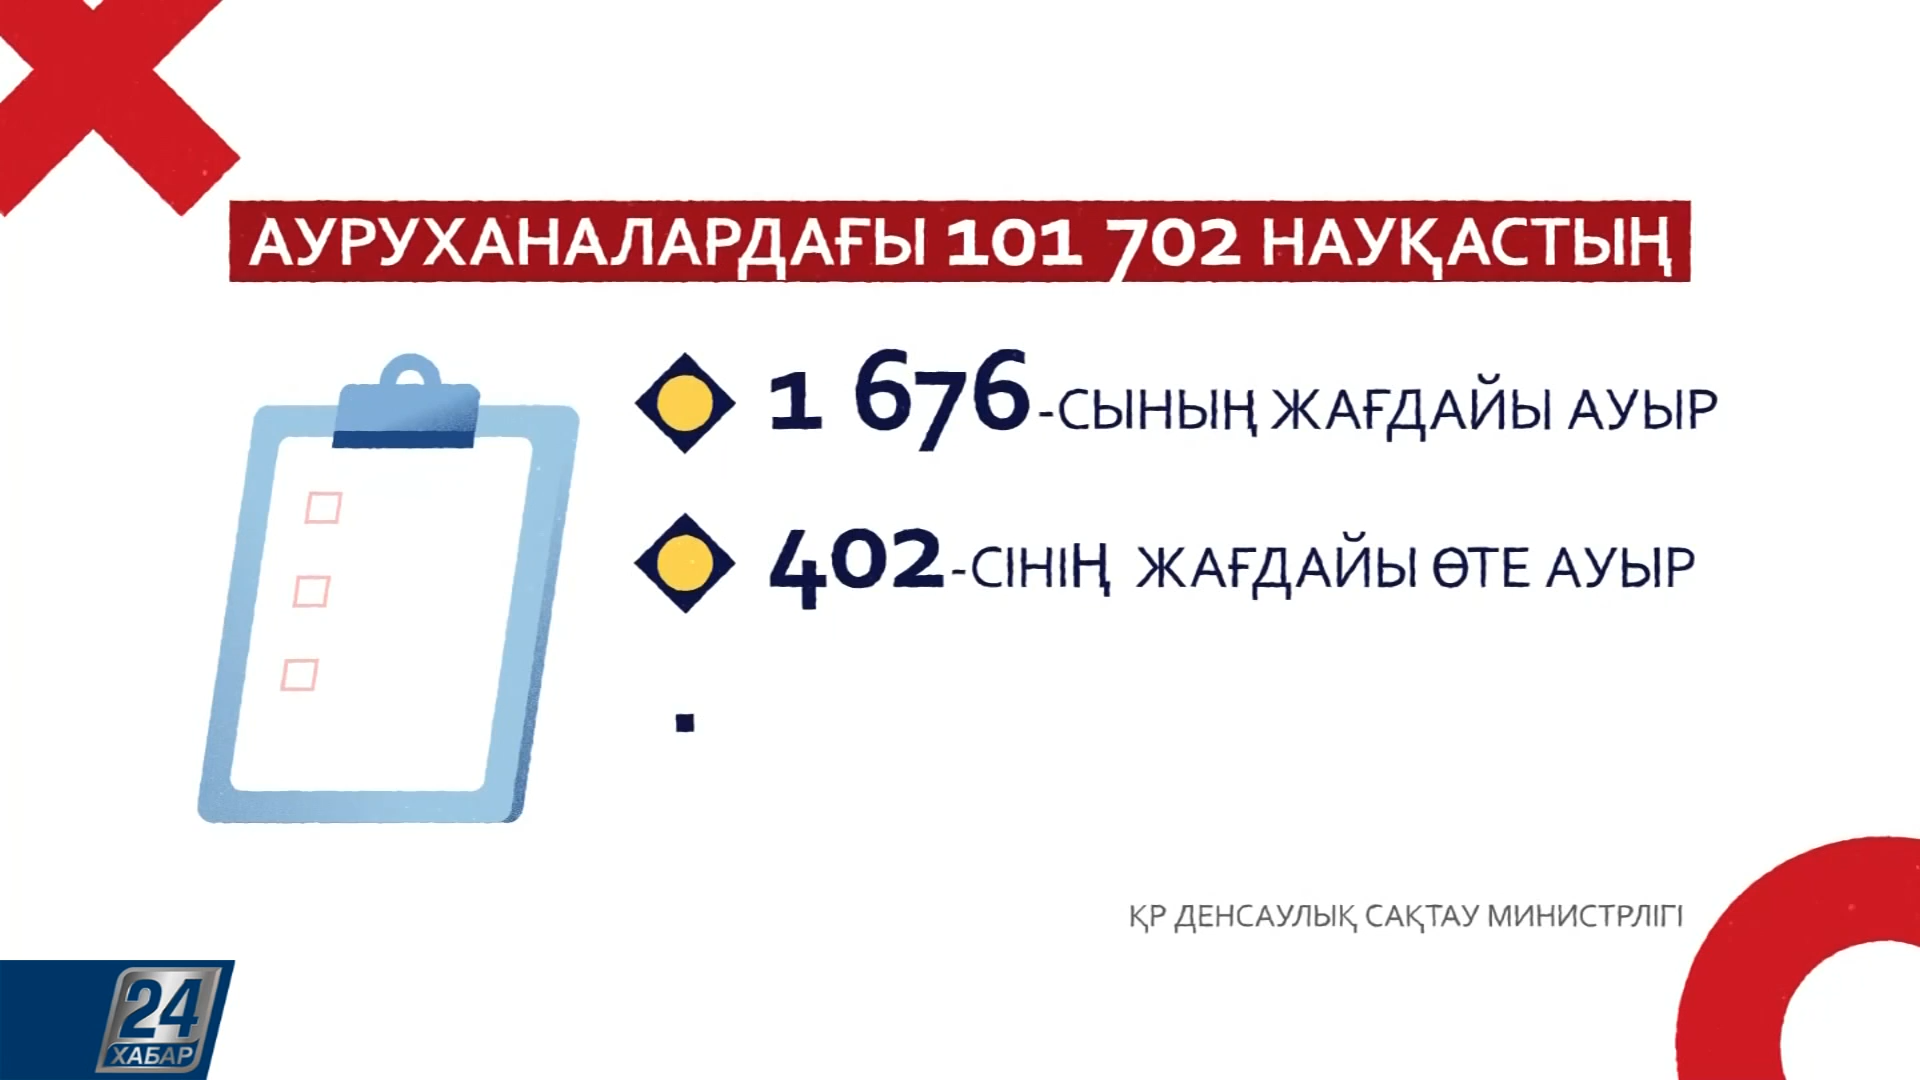 АУРУХАНАЛАРДАҒЫ 101 702 НАУҚАСТЫҢ
1 676-СЫНЫҢ ЖАҒДАЙЫ АУЫР
402-СІНІҢ ЖАҒДАЙЫ ӨТЕ АУЫР
ҚР ДЕНСАУЛЫҚ САҚТАУ МИНИСТРЛІГІ
24
ХАБАР